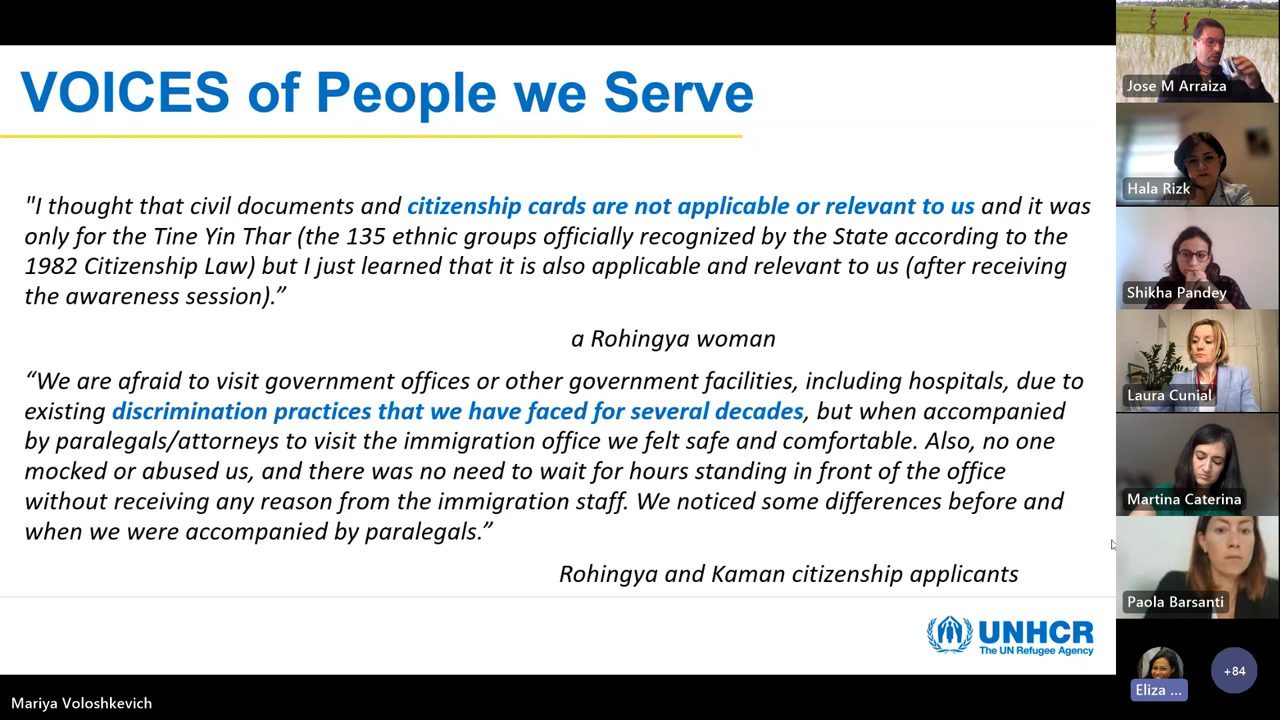 VOICES of People we Serve
"I thought that civil documents and citizenship cards are not applicable or relevant to us and it was
only for the Tine Yin Thar (the 135 ethnic groups officially recognized by the State according to the
1982 Citizenship Law) but I just learned that it is also applicable and relevant to us (after receiving
the awareness session).”
a Rohingya woman
“We are afraid to visit government offices or other government facilities, including hospitals, due to
existing discrimination practices that we have faced for several decades, but when accompanied
by paralegals/attorneys to visit the immigration office we felt safe and comfortable. Also, no one
mocked or abused us, and there was no need to wait for hours standing in front of the office
without receiving any reason from the immigration staff. We noticed some differences before and
when we were accompanied by paralegals.”
Rohingya and Kaman citizenship applicants
UNHCR
The UN Refugee Agency
Mariya Voloshkevich
Jose M Arraiza
Hala Rizk
Shikha Pandey
Laura Cunial
Martina Caterina
Paola Barsanti
Eliza ...
+84